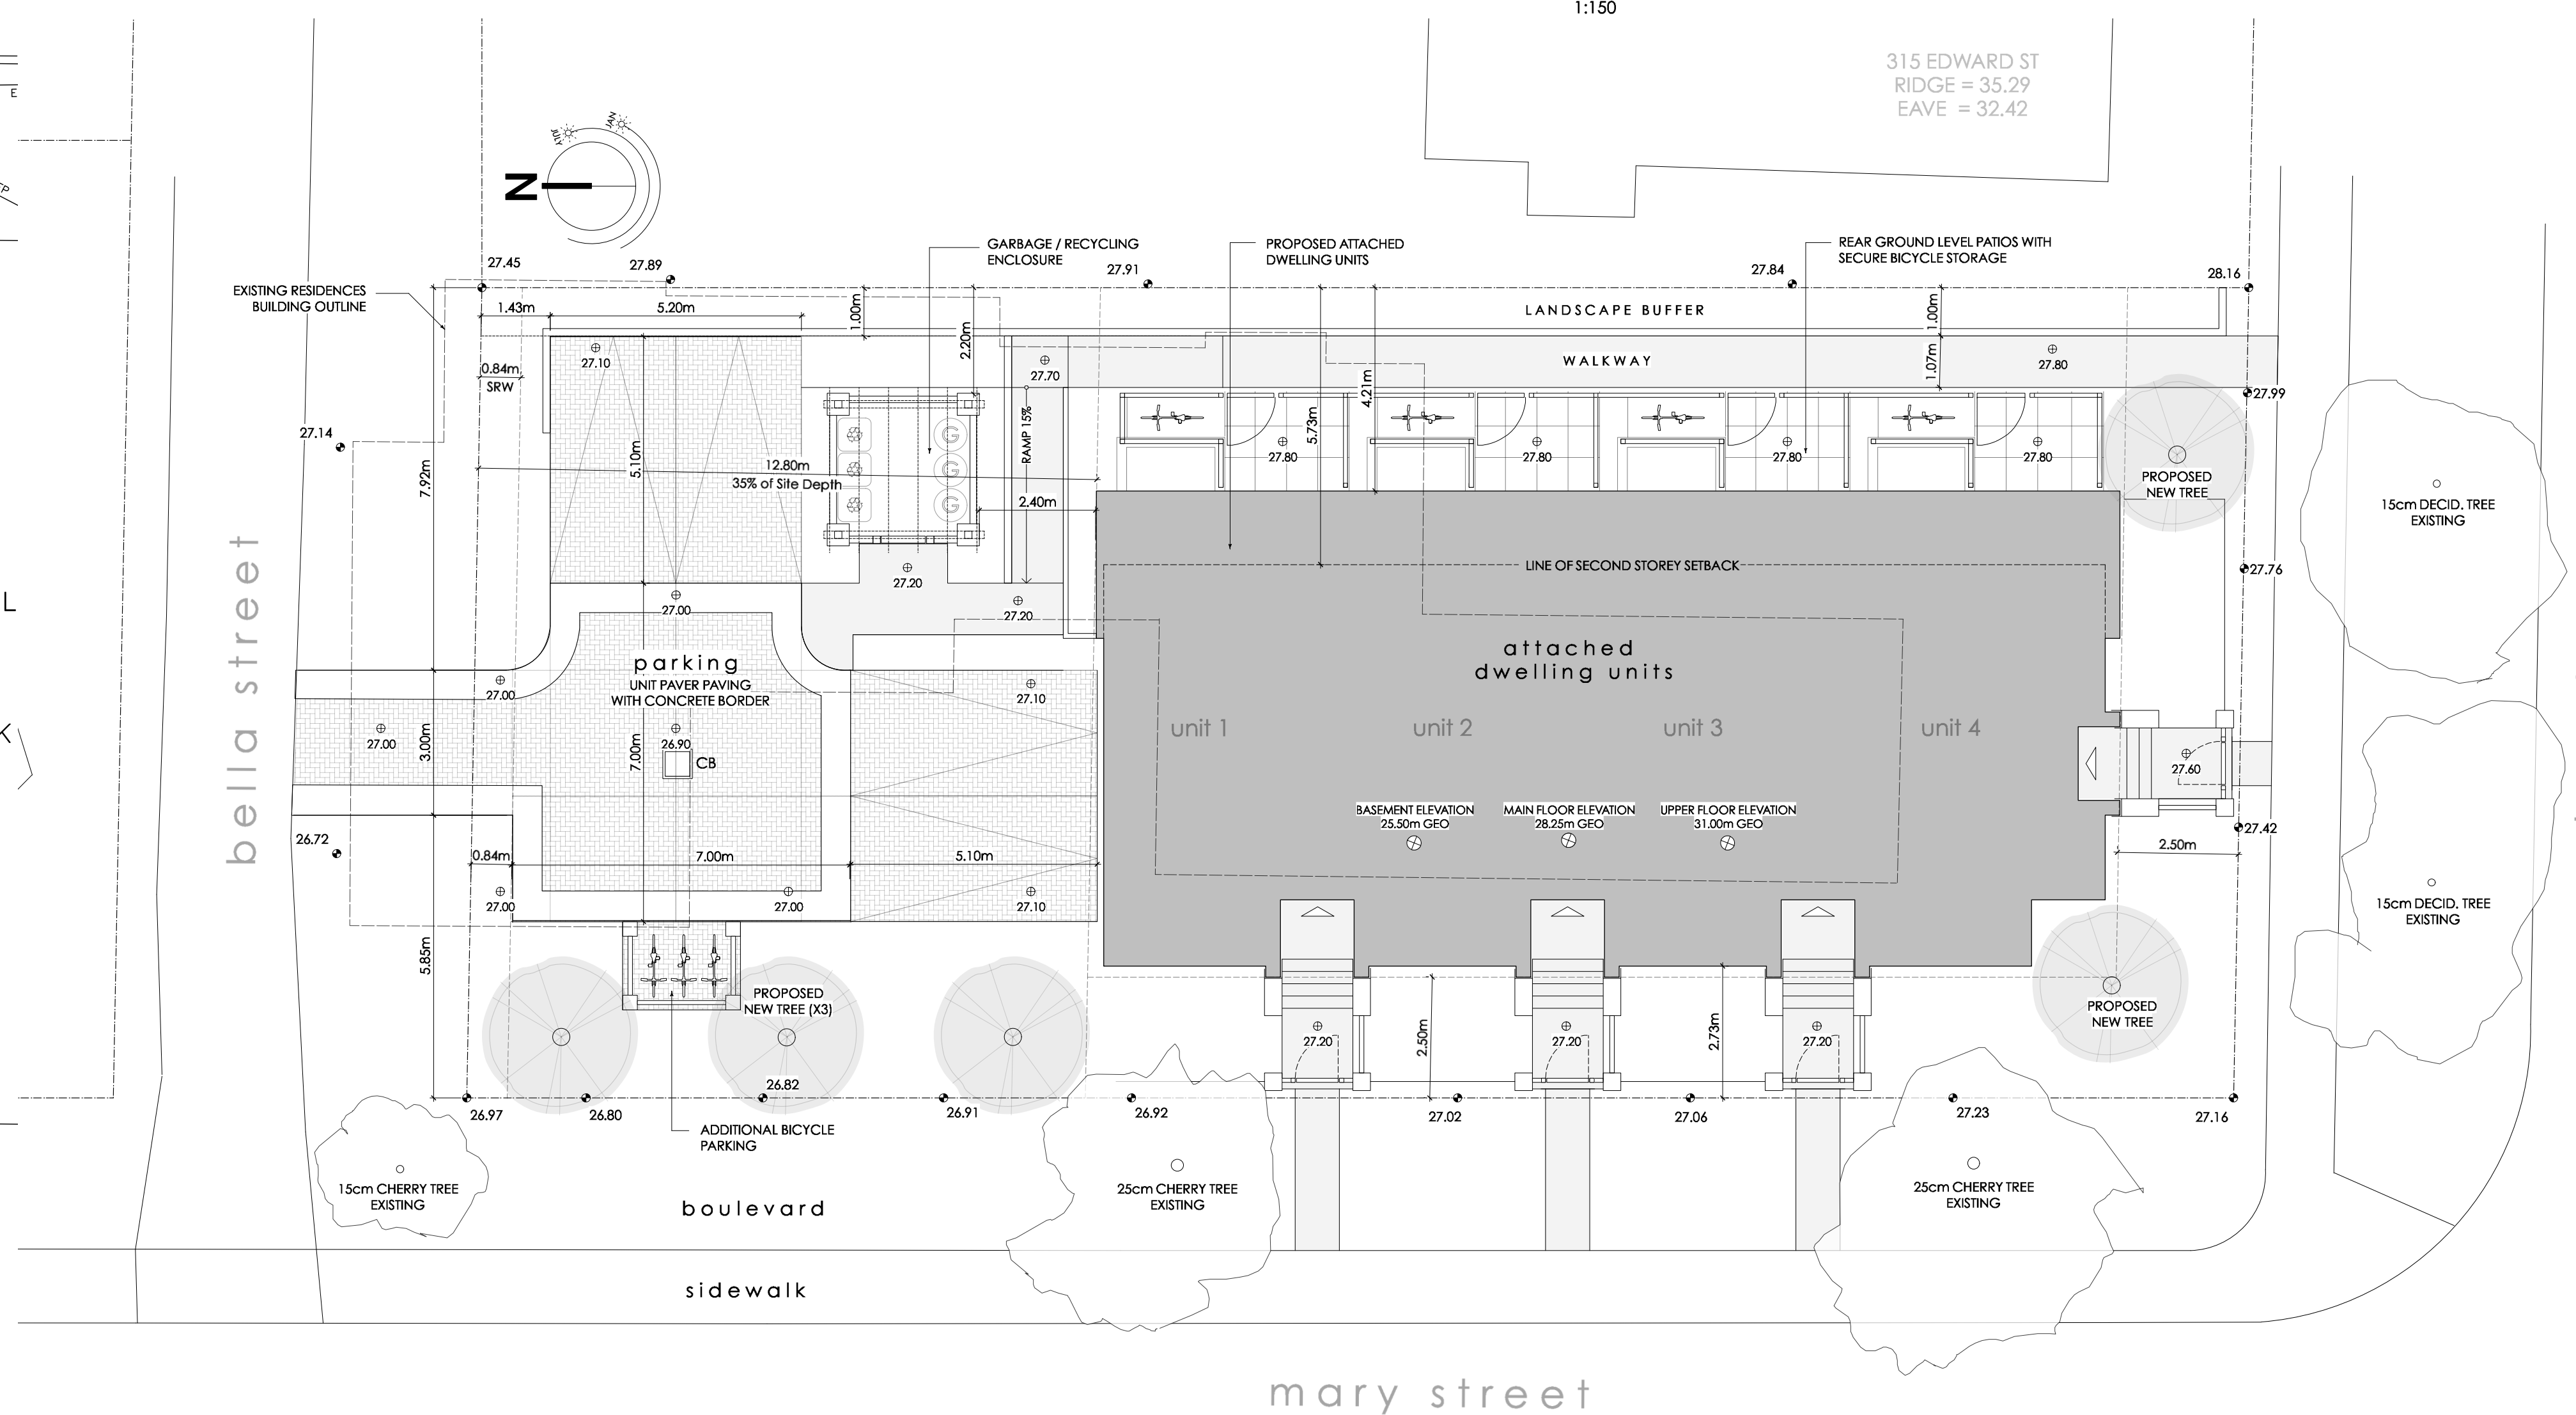 1:150
315 EDWARD ST
RIDGE = 35.29
EAVE = 32.42
E
JULY
JAN
N
GARBAGE / RECYCLING
ENCLOSURE
PROPOSED ATTACHED
DWELLING UNITS
REAR GROUND LEVEL PATIOS WITH
SECURE BICYCLE STORAGE
27.45
27.89
27.91
27.84
28.16
EXISTING RESIDENCES
BUILDING OUTLINE
1.43m
5.20m
1.00m
2.20m
LANDSCAPE BUFFER
1.00m
27.10
27.70
WALKWAY
1.07m
27.80
0.84m
SRW
4.21m
27.99
27.14
7.92m
5.10m
G
G
G
RAMP 15%
5.73m
27.80
27.80
27.80
27.80
12.80m
35% of Site Depth
2.40m
PROPOSED
NEW TREE
15cm DECID. TREE
EXISTING
27.20
LINE OF SECOND STOREY SETBACK
27.76
27.00
27.20
L
K
bella street
parking
UNIT PAVER PAVING
WITH CONCRETE BORDER
attached
dwelling units
27.00
27.10
27.00
3.00m
26.90
7.00m
CB
unit 1
unit 2
unit 3
unit 4
27.60
BASEMENT ELEVATION
25.50m GEO
MAIN FLOOR ELEVATION
28.25m GEO
UPPER FLOOR ELEVATION
31.00m GEO
26.72
27.42
2.50m
0.84m
7.00m
5.10m
27.00
27.00
27.10
15cm DECID. TREE
EXISTING
5.85m
PROPOSED
NEW TREE (X3)
PROPOSED
NEW TREE
27.20
2.50m
27.20
2.73m
27.20
26.97
26.80
26.82
26.91
26.92
27.02
27.06
27.23
27.16
ADDITIONAL BICYCLE
PARKING
15cm CHERRY TREE
EXISTING
25cm CHERRY TREE
EXISTING
25cm CHERRY TREE
EXISTING
boulevard
sidewalk
mary street